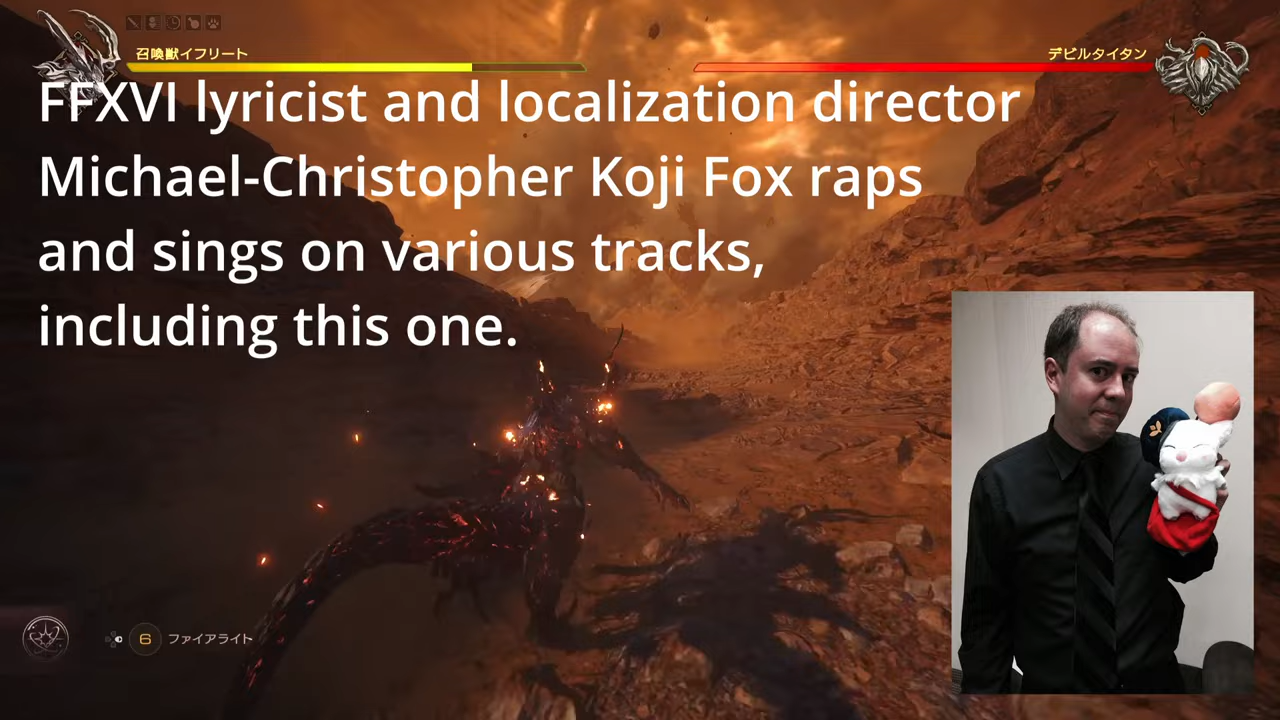 召喚獣イフリート
デビルタイタン
FFXVI lyricist and localization director
Michael-Christopher Koji Fox raps
and sings on various tracks,
including this one.
6 ファイアライト